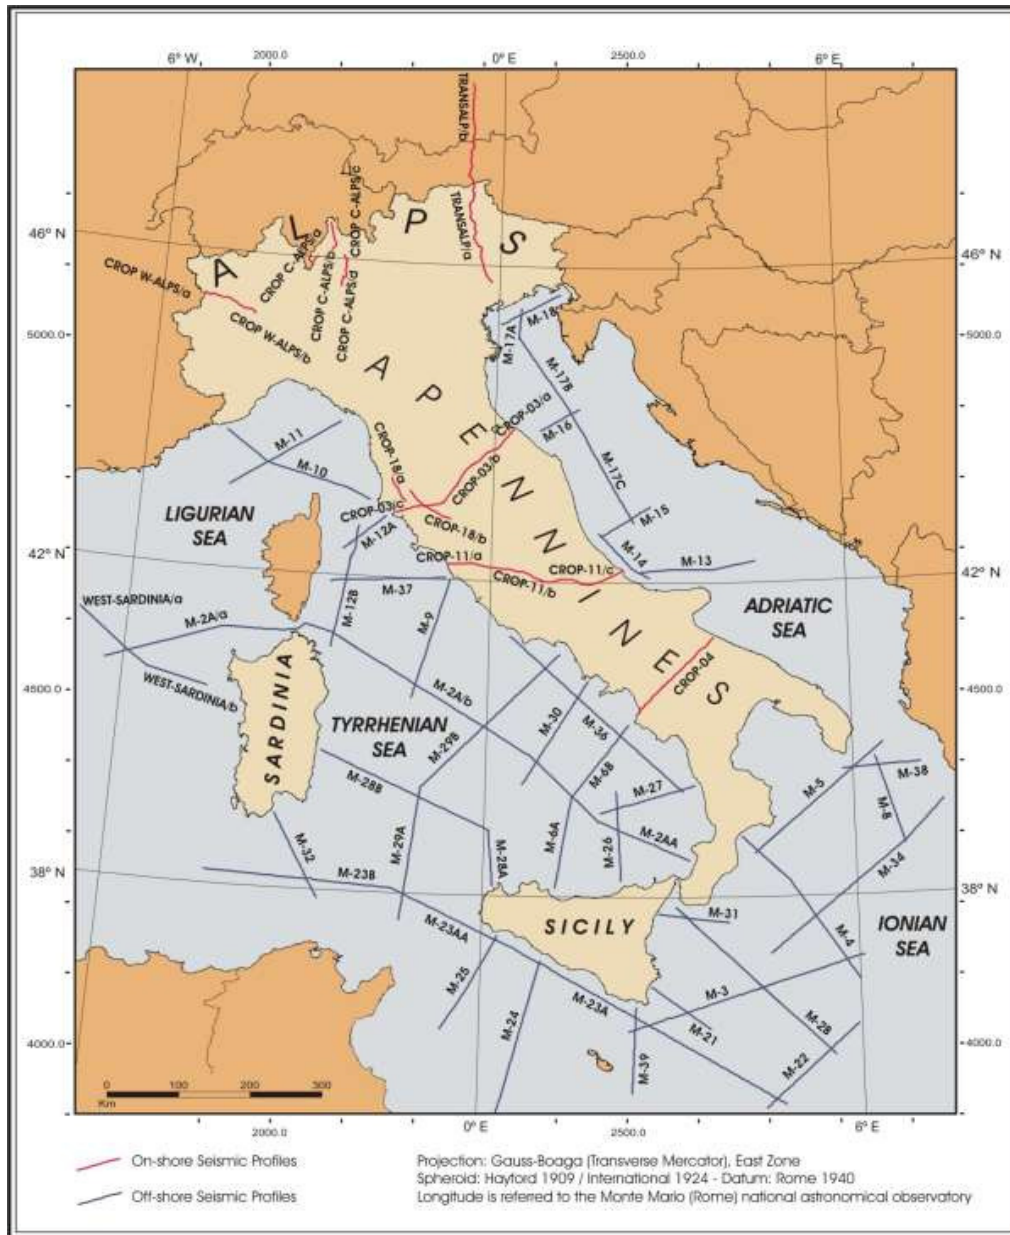 6° W 2000.0 0° E 2500.0 6° E
TRANSALP/b
TRANSALP/a
ALPS
46° N
46° N
CROP W-ALPS/a
CROP W-ALPS/b
CROP C-ALPS/a
CROP C-ALPS/b
CROP C-ALPS/c
CROP C-ALPS/d
5000.0
5000.0
M-18
M-17A
M-17B
APENNINES
CROP-03/a
M-16
M-11
M-10
CROP-18/a
CROP-03/b
M-17C
LIGURIAN
SEA
CROP-03/c
M-12A
CROP-18/b
M-15
M-14
M-13
42° N
42° N
CROP-11/a
CROP-11/b
CROP-11/c
M-37
M-12B
M-9
ADRIATIC
SEA
WEST-SARDINIA/a
M-2A/a
WEST-SARDINIA/b
CROP-04
4500.0
4500.0
SARDINIA
TYRRHENIAN
SEA
M-2A/b
M-29B
M-30
M-36
M-28B
M-6B
M-27
M-5
M-38
M-8
M-32
M-29A
M-28A
M-6A
M-26
M-2AA
M-34
38° N
38° N
M-23B
M-23AA
SICILY
M-31
M-4
IONIAN
SEA
M-25
M-24
M-23A
M-3
M-21
M-28
M-22
M-39
4000.0
4000.0
0 100 200 300
Km
2000.0 0° E 2500.0 6° E
On-shore Seismic Profiles
Off-shore Seismic Profiles
Projection: Gauss-Boaga (Transverse Mercator), East Zone
Spheroid: Hayford 1909 / International 1924 - Datum: Rome 1940
Longitude is referred to the Monte Mario (Rome) national astronomical observatory